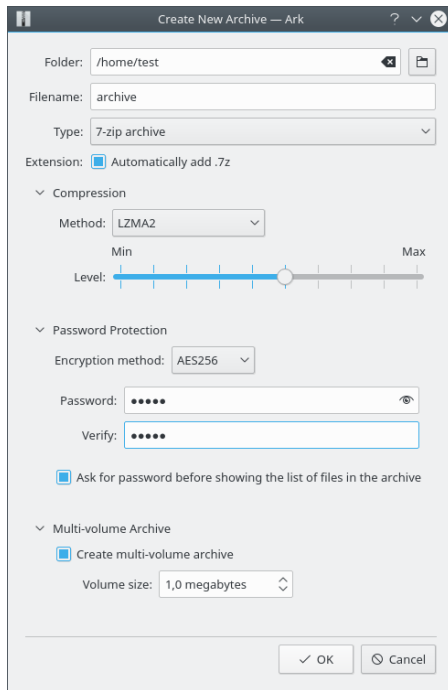 Create New Archive — Ark
Folder: /home/test
Filename: archive
Type: 7-zip archive
Extension: Automatically add .7z
Compression
Method: LZMA2
Min Max
Level:
Password Protection
Encryption method: AES256
Password: •••••
Verify: •••••
Ask for password before showing the list of files in the archive
Multi-volume Archive
Create multi-volume archive
Volume size: 1,0 megabytes
OK Cancel